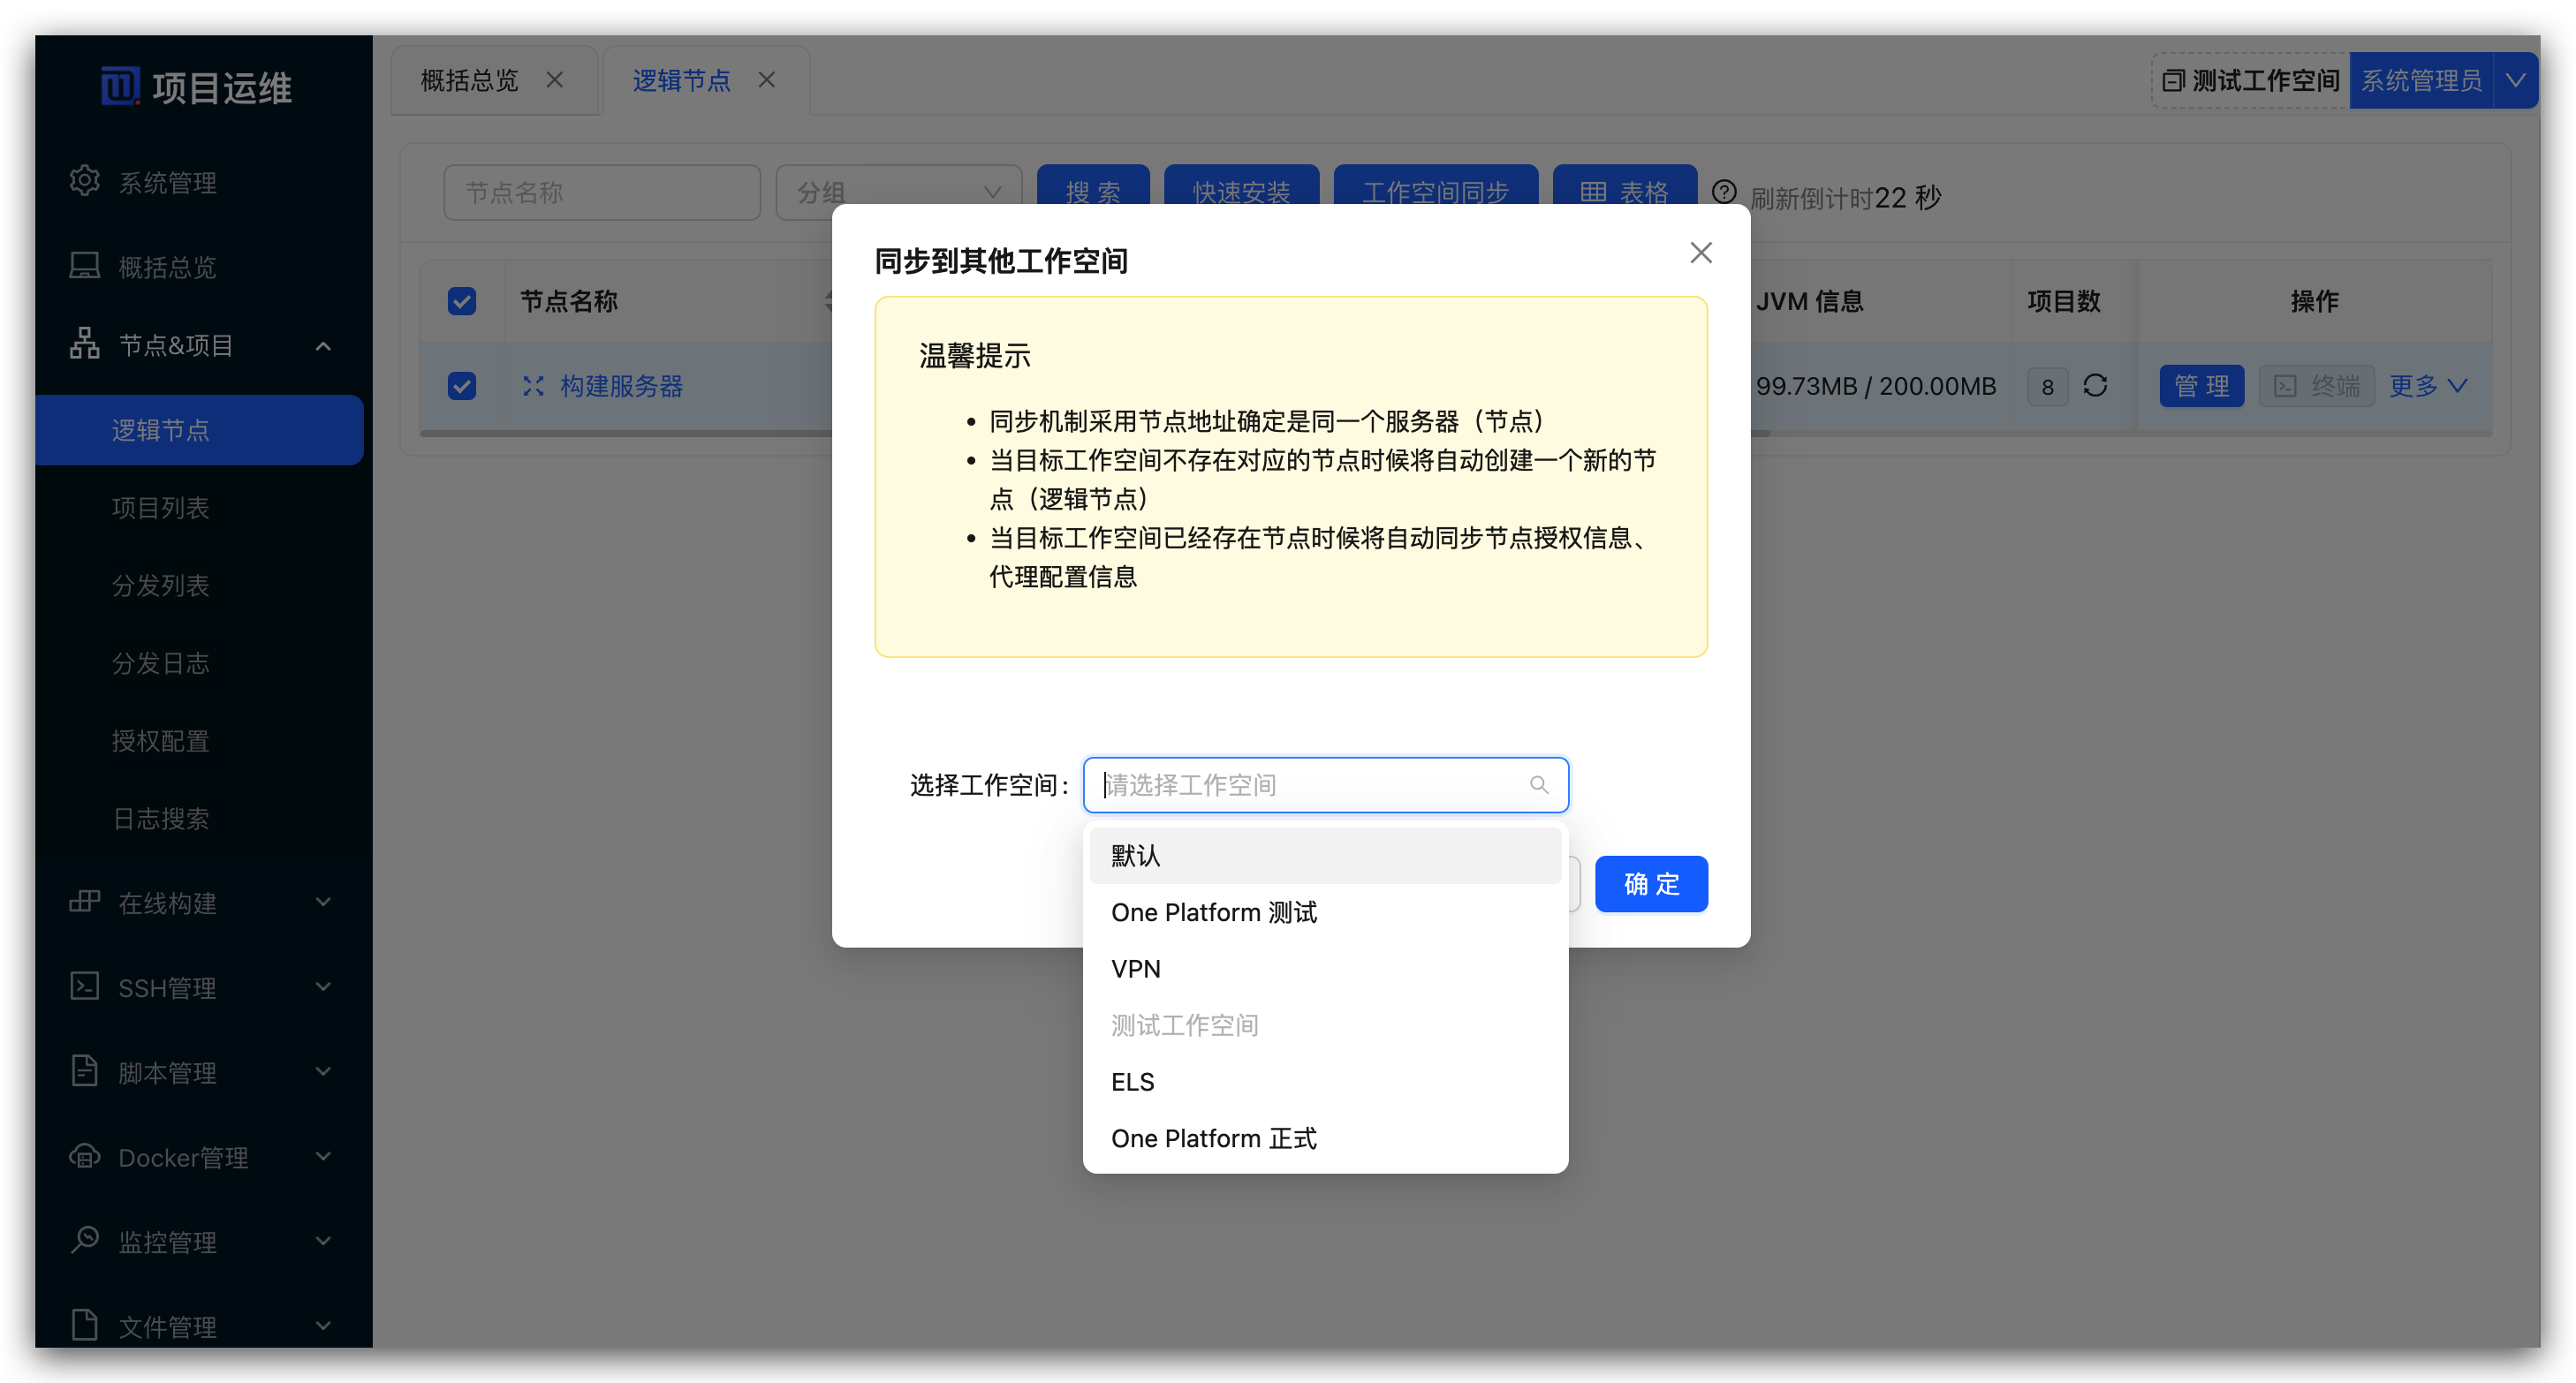 项目运维
概括总览
逻辑节点
测试工作空间
系统管理员
系统管理
概括总览
节点&项目
逻辑节点
项目列表
分发列表
分发日志
授权配置
日志搜索
在线构建
SSH管理
脚本管理
Docker管理
监控管理
文件管理
节点名称
分组
搜 索
快速安装
工作空间同步
表格
刷新倒计时22 秒
节点名称
JVM 信息
项目数
操作
构建服务器
99.73MB / 200.00MB
8
管 理
终端
更多
同步到其他工作空间
温馨提示
同步机制采用节点地址确定是同一个服务器（节点）
当目标工作空间不存在对应的节点时候将自动创建一个新的节
点（逻辑节点）
当目标工作空间已经存在节点时候将自动同步节点授权信息、
代理配置信息
选择工作空间：
请选择工作空间
默认
One Platform 测试
VPN
测试工作空间
ELS
One Platform 正式
确 定